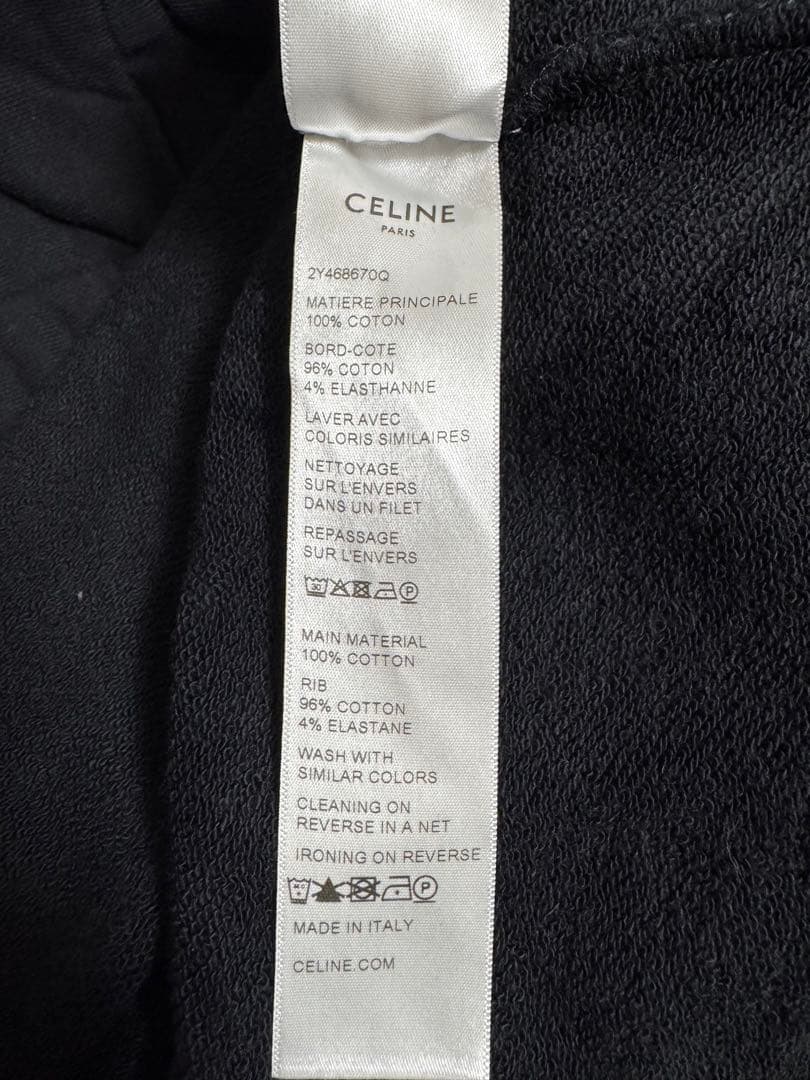 CELINE
PARIS
2Y468670Q
MATIERE PRINCIPALE
100% COTON
BORD-COTE
96% COTON
4% ELASTHANNE
LAVER AVEC
COLORIS SIMILAIRES
NETTOYAGE
SUR L'ENVERS
DANS UN FILET
REPASSAGE
SUR L'ENVERS
30 P
MAIN MATERIAL
100% COTTON
RIB
96% COTTON
4% ELASTANE
WASH WITH
SIMILAR COLORS
CLEANING ON
REVERSE IN A NET
IRONING ON REVERSE
P
MADE IN ITALY
CELINE.COM